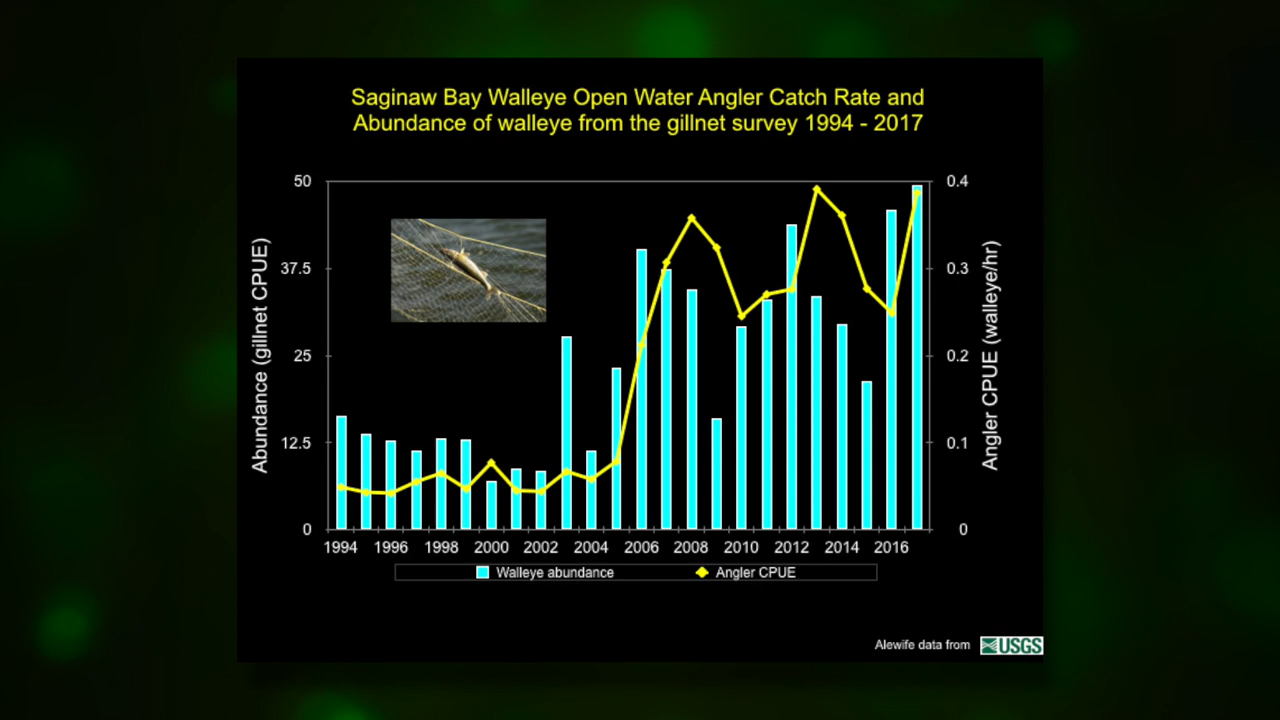 Saginaw Bay Walleye Open Water Angler Catch Rate and
Abundance of walleye from the gillnet survey 1994 - 2017
50
37.5
25
12.5
0
Abundance (gillnet CPUE)
0.4
0.3
0.2
0.1
0
Angler CPUE (walleye/hr)
1994 1996 1998 2000 2002 2004 2006 2008 2010 2012 2014 2016
Walleye abundance Angler CPUE
Alewife data from USGS